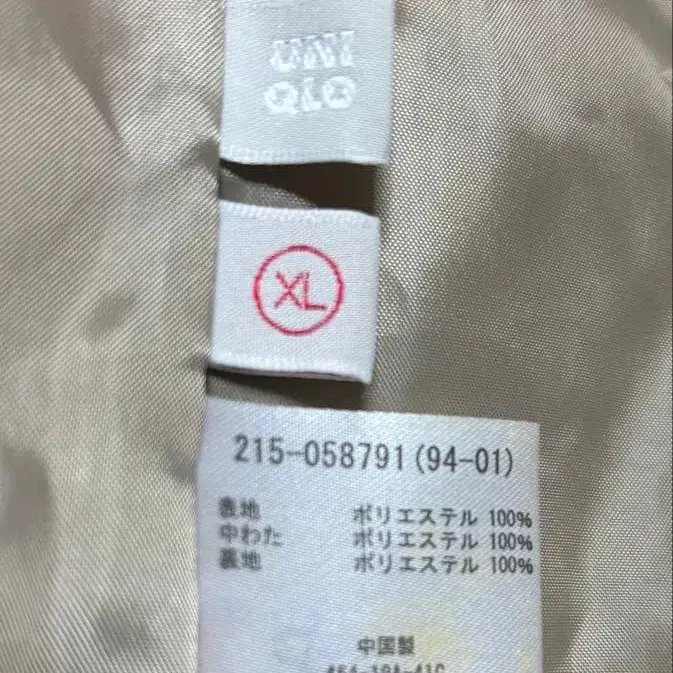 UNI
QLO
XL
215-058791(94-01)
表地 ポリエステル 100%
中わた ポリエステル 100%
裏地 ポリエステル 100%
中国製